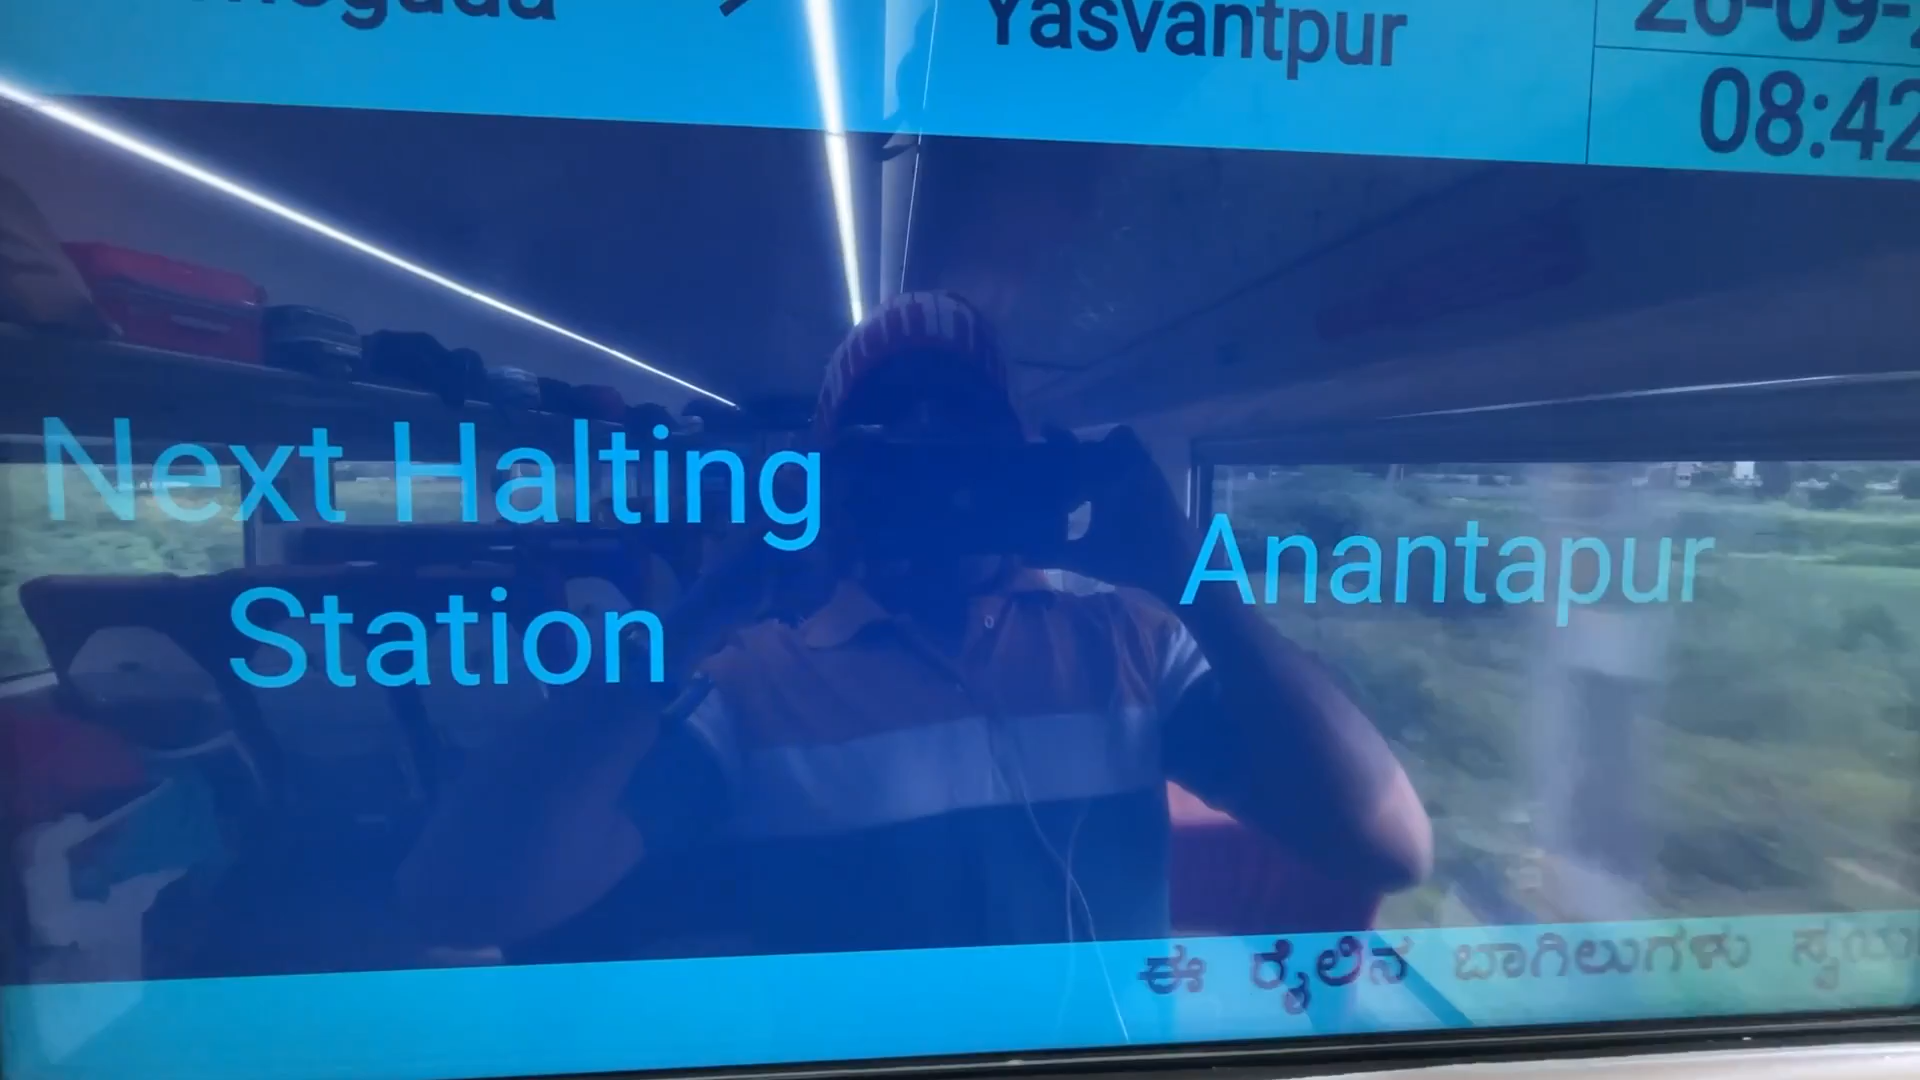 Yasvantpur
08:42
Next Halting
Station
Anantapur
ಈ ರೈಲಿನ ಬಾಗಿಲುಗಳು